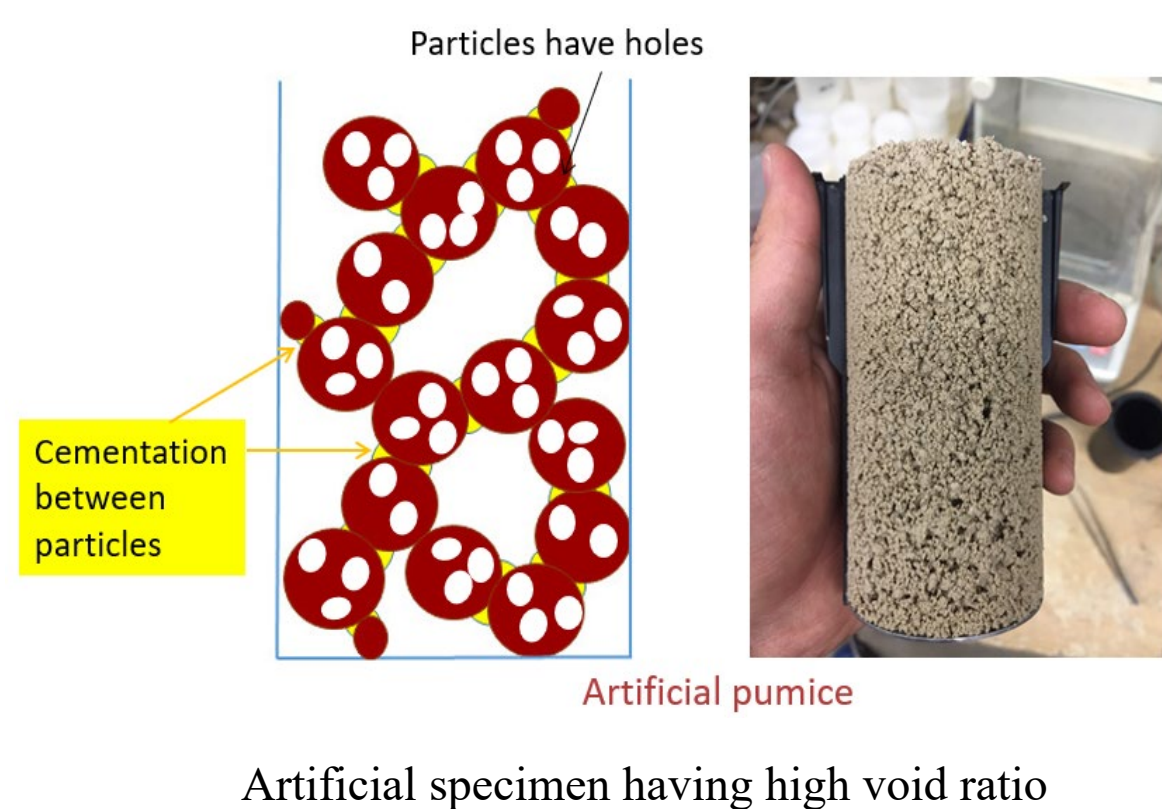 Particles have holes
Cementation
between
particles
Artificial pumice
Artificial specimen having high void ratio